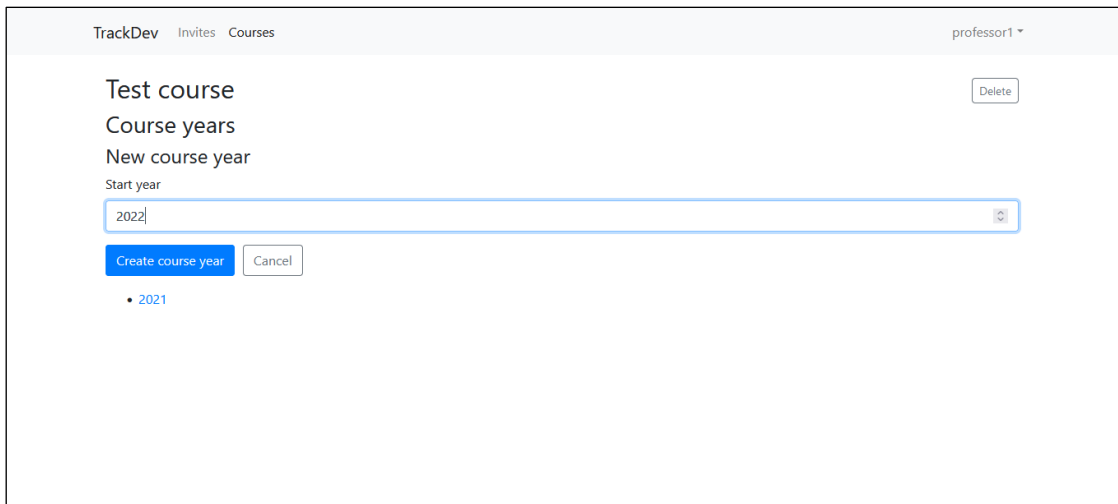 TrackDev Invites Courses professor1
Test course Delete
Course years
New course year
Start year
2022
Create course year Cancel
2021